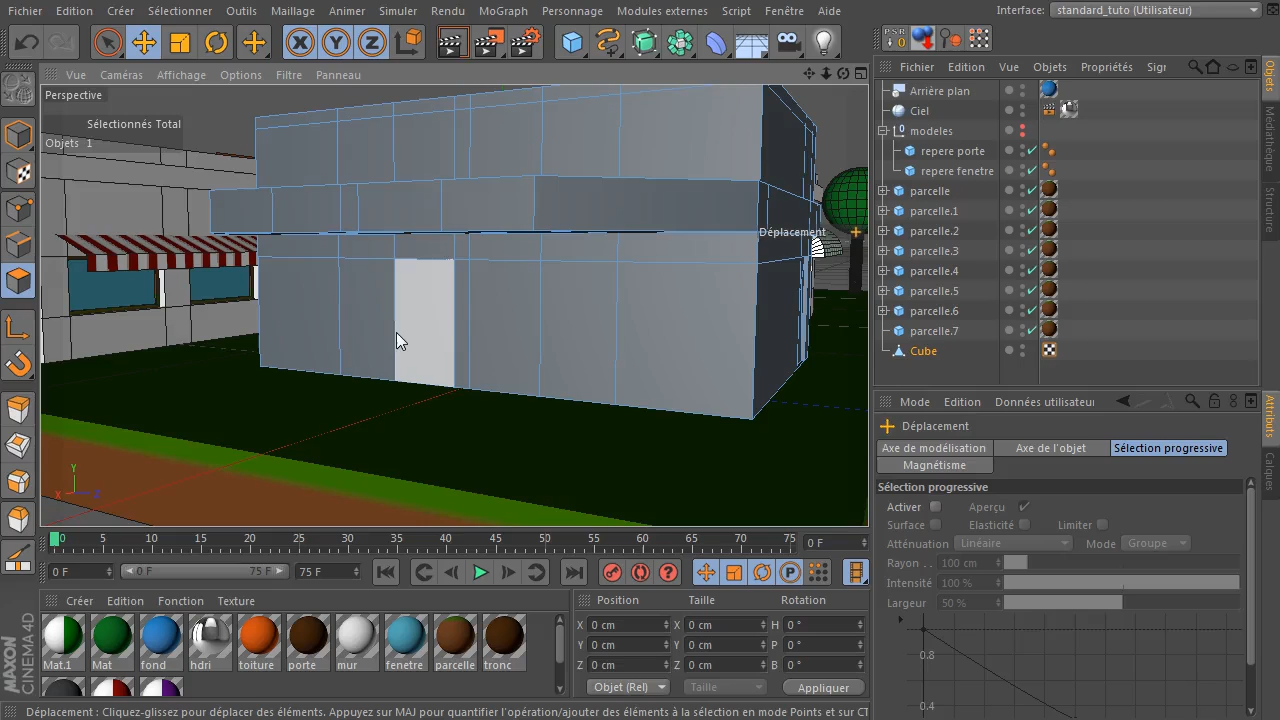 Fichier Edition Créer Sélectionner Outils Maillage Animer Simuler Rendu MoGraph Personnage Modules externes Script Fenêtre Aide Interface: standard_tuto (Utilisateur)
X Y Z
PSR
0
Vue Caméras Affichage Options Filtre Panneau
Perspective
Sélectionnés Total
Objets 1
Déplacement
Y
X
Z
Fichier Edition Vue Objets Propriétés Sigr
Arrière plan
Ciel
modeles
repere porte
repere fenetre
parcelle
parcelle.1
parcelle.2
parcelle.3
parcelle.4
parcelle.5
parcelle.6
parcelle.7
Cube
Objets
Structure
Attributs
Calques
Mode Edition Données utilisateur
Déplacement
Axe de modélisation Axe de l'objet Sélection progressive
Magnétisme
Sélection progressive
Activer Aperçu
Surface Elasticité Limiter
Atténuation Linéaire Mode Groupe
Rayon . . 100 cm
Intensité 100 %
Largeur 50 %
0.8
0.4
0 5 10 15 20 25 30 35 40 45 50 55 60 65 70 75 0 F
0 F 0 F 75 F 75 F
P
Créer Edition Fonction Texture
Mat.1 Mat fond hdri toiture porte mur fenetre parcelle tronc
Position Taille Rotation
X 0 cm X 0 cm H 0 °
Y 0 cm Y 0 cm P 0 °
Z 0 cm Z 0 cm B 0 °
Objet (Rel) Taille Appliquer
MAXON
CINEMA 4D
Déplacement : Cliquez-glissez pour déplacer des éléments. Appuyez sur MAJ pour quantifier l'opération/ajouter des éléments à la sélection en mode Points et sur CT